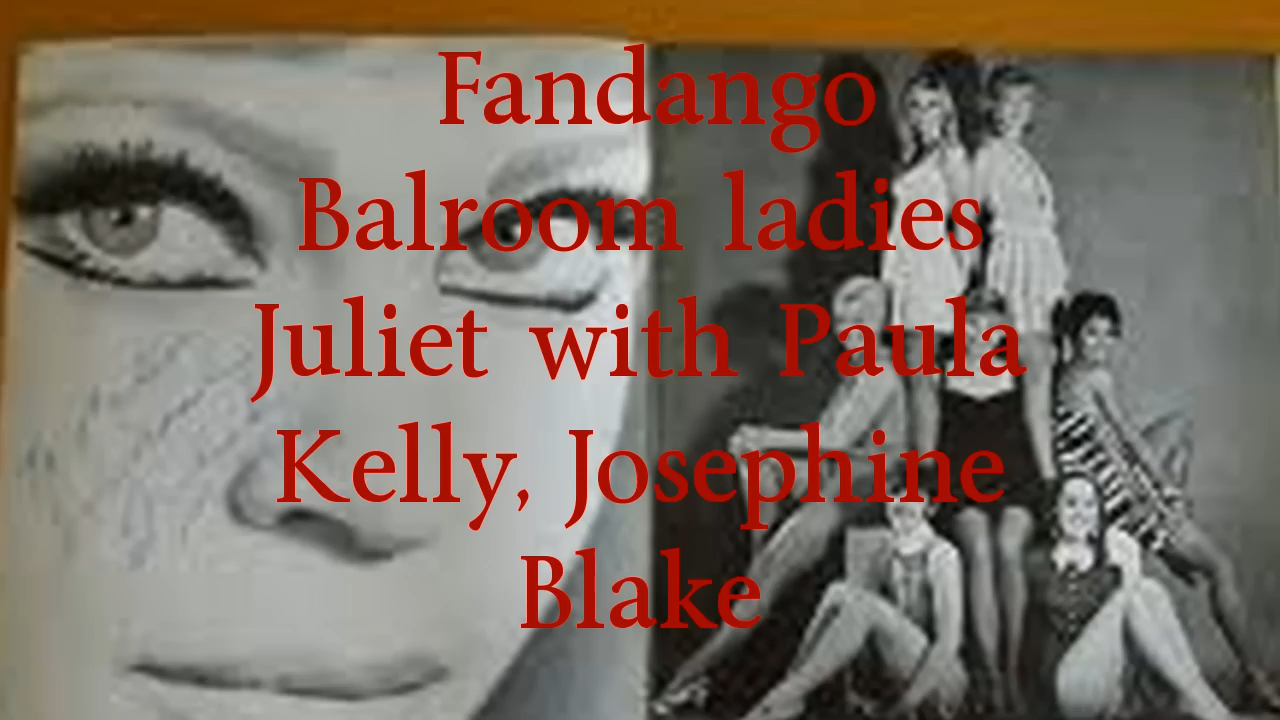 Fandango
Balroom ladies
Juliet with Paula
Kelly, Josephine
Blake